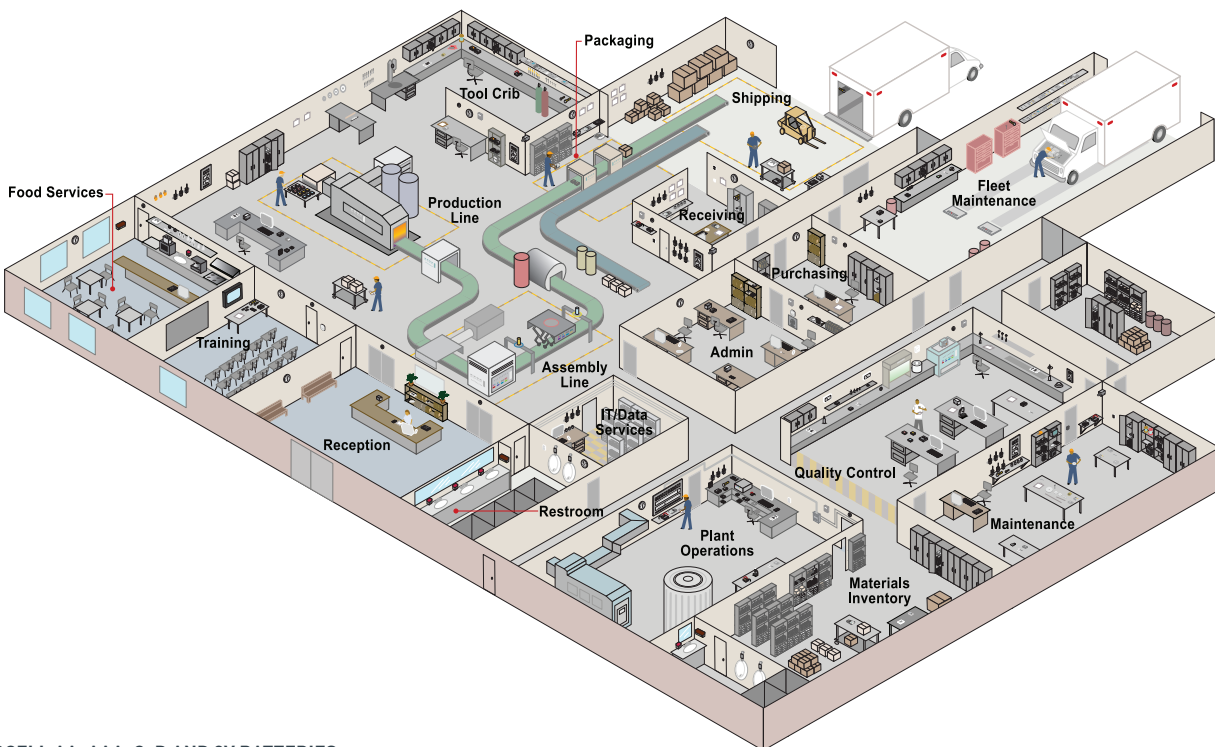 Packaging
Tool Crib
Shipping
Food Services
Production
Line
Receiving
Fleet
Maintenance
Purchasing
Training
Assembly
Line
Admin
IT/Data
Services
Reception
Quality Control
Restroom
Plant
Operations
Maintenance
Materials
Inventory